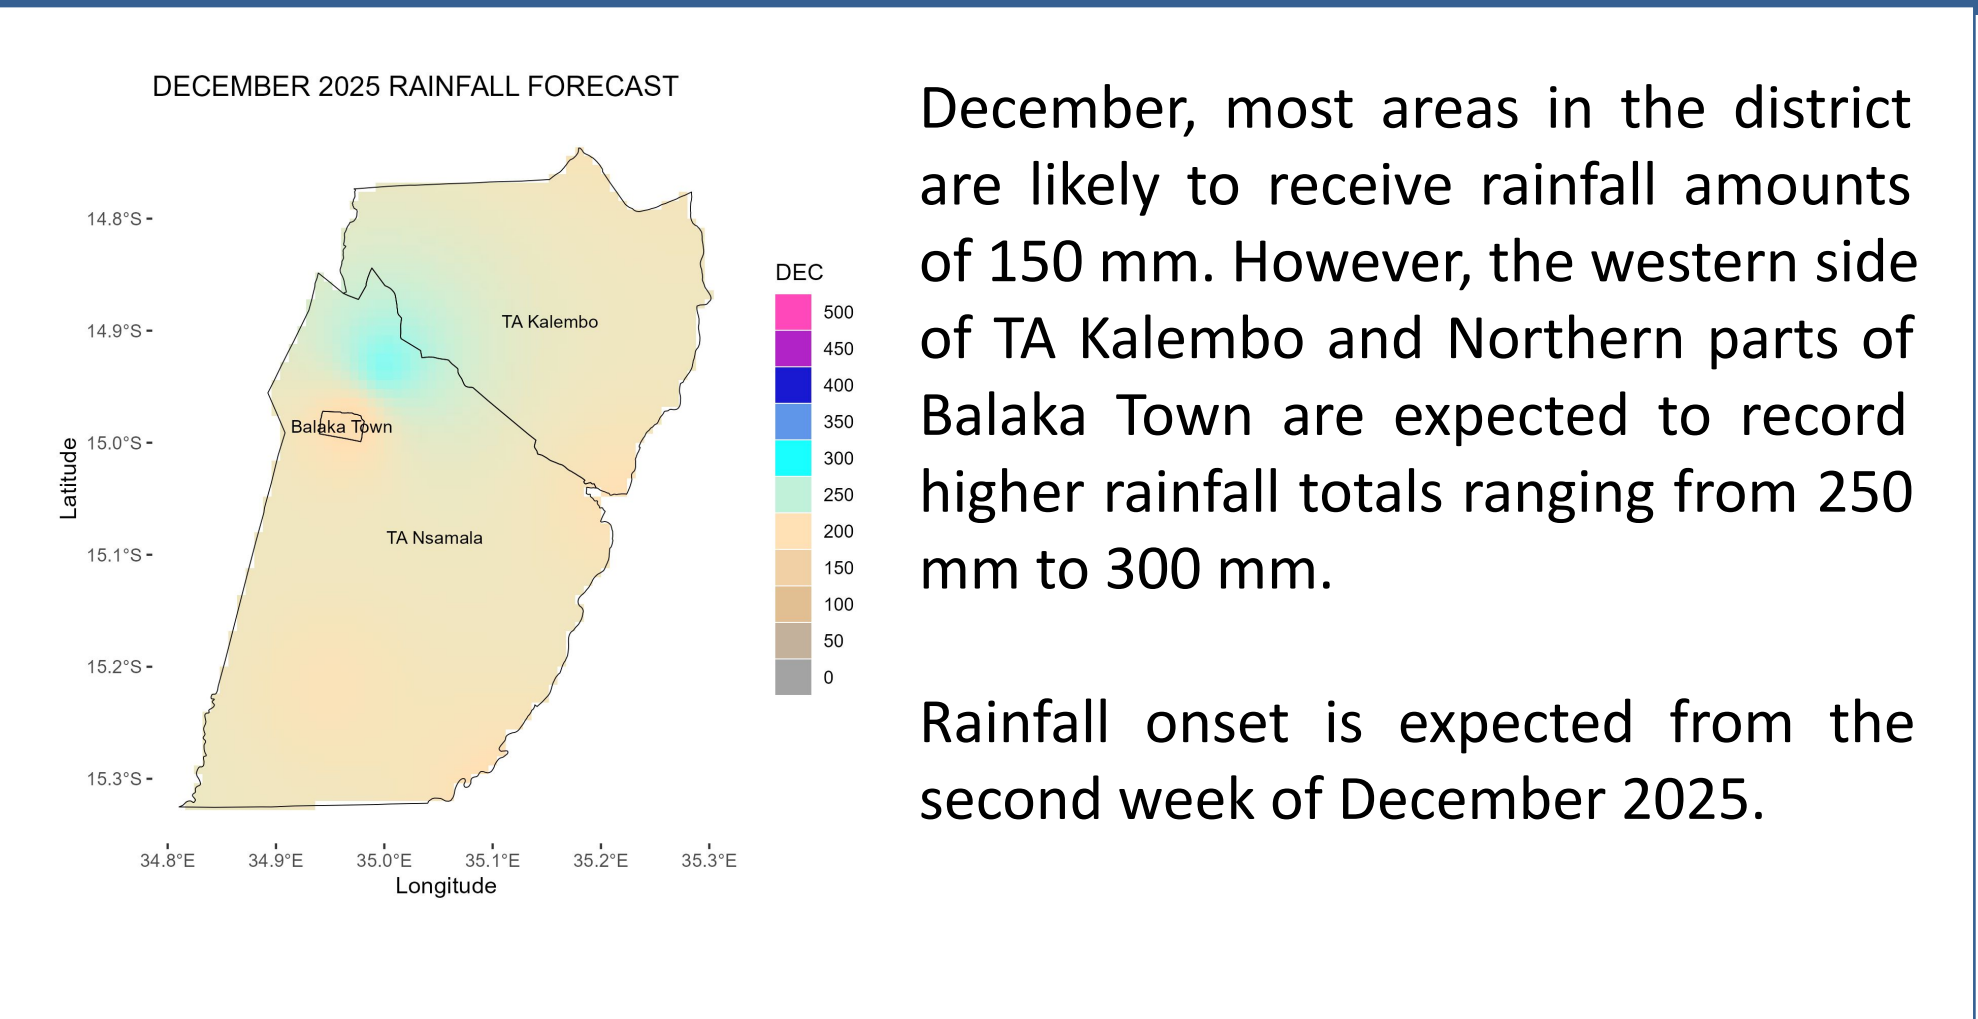 DECEMBER 2025 RAINFALL FORECAST
14.8°S
14.9°S
15.0°S
15.1°S
15.2°S
15.3°S
Latitude
TA Kalembo
Balaka Town
TA Nsamala
34.8°E 34.9°E 35.0°E 35.1°E 35.2°E 35.3°E
Longitude
DEC
500
450
400
350
300
250
200
150
100
50
0
December, most areas in the district
are likely to receive rainfall amounts
of 150 mm. However, the western side
of TA Kalembo and Northern parts of
Balaka Town are expected to record
higher rainfall totals ranging from 250
mm to 300 mm.
Rainfall onset is expected from the
second week of December 2025.